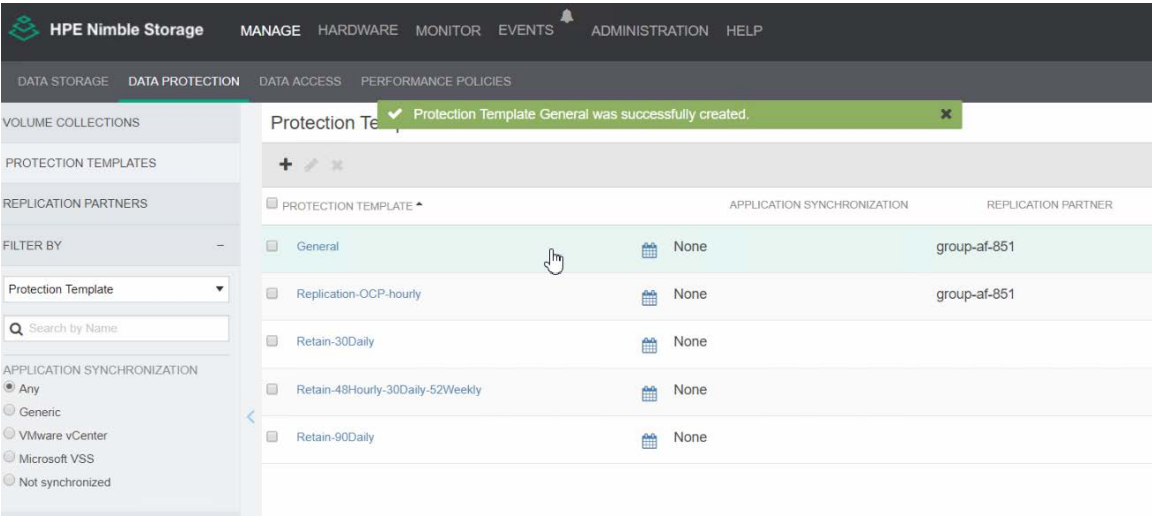 HPE Nimble Storage MANAGE HARDWARE MONITOR EVENTS ADMINISTRATION HELP
DATA STORAGE DATA PROTECTION DATA ACCESS PERFORMANCE POLICIES
Protection Template General was successfully created.
VOLUME COLLECTIONS
PROTECTION TEMPLATES
REPLICATION PARTNERS
FILTER BY
Protection Template
Search by Name
APPLICATION SYNCHRONIZATION
Any
Generic
VMware vCenter
Microsoft VSS
Not synchronized
Protection Te
PROTECTION TEMPLATE APPLICATION SYNCHRONIZATION REPLICATION PARTNER
General None group-af-851
Replication-OCP-hourly None group-af-851
Retain-30Daily None
Retain-48Hourly-30Daily-52Weekly None
Retain-90Daily None